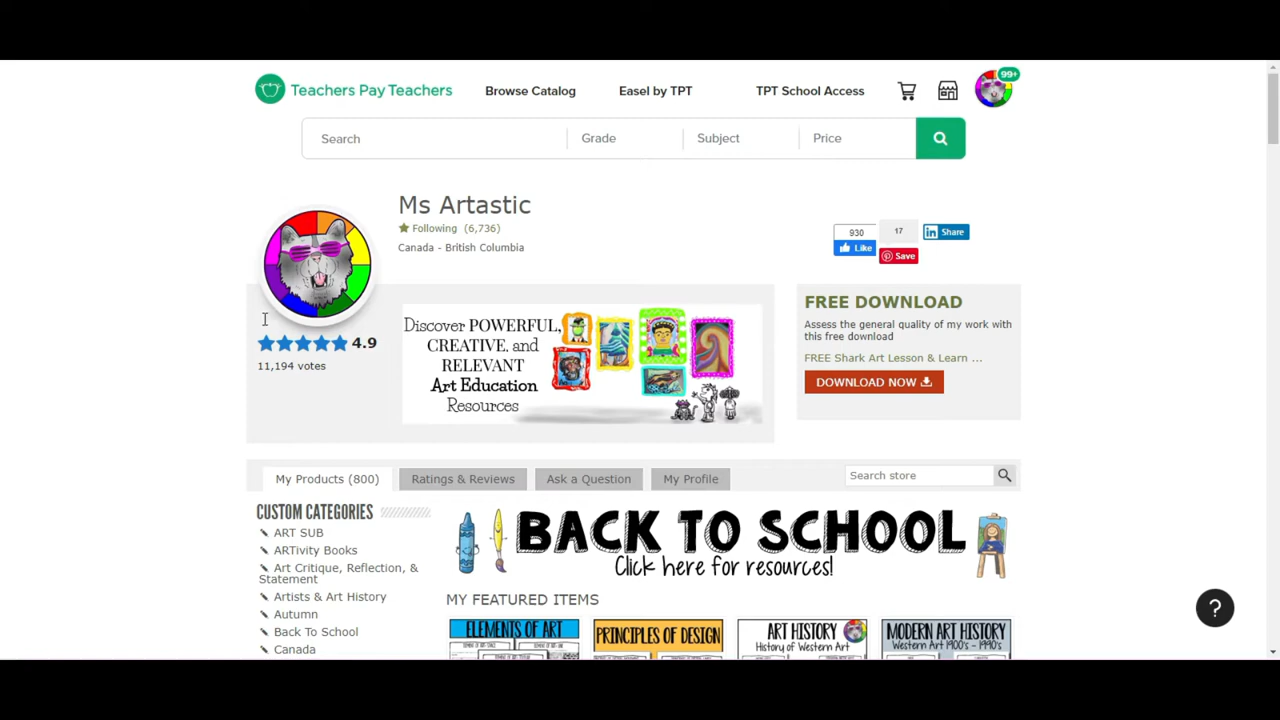 99+
Teachers Pay Teachers Browse Catalog Easel by TPT TPT School Access
Search Grade Subject Price
Ms Artastic
Following (6,736)
Canada - British Columbia
930
Like
17
Save
Share
4.9
11,194 votes
Discover POWERFUL,
CREATIVE, and
RELEVANT
Art Education
Resources
FREE DOWNLOAD
Assess the general quality of my work with
this free download
FREE Shark Art Lesson & Learn ...
DOWNLOAD NOW
My Products (800) Ratings & Reviews Ask a Question My Profile Search store
CUSTOM CATEGORIES
ART SUB
ARTivity Books
Art Critique, Reflection, &
Statement
Artists & Art History
Autumn
Back To School
Canada
BACK TO SCHOOL
Click here for resources!
MY FEATURED ITEMS
ELEMENTS OF ART
PRINCIPLES OF DESIGN
ART HISTORY
History of Western Art
MODERN ART HISTORY
Western Art 1900's - 1990's
?